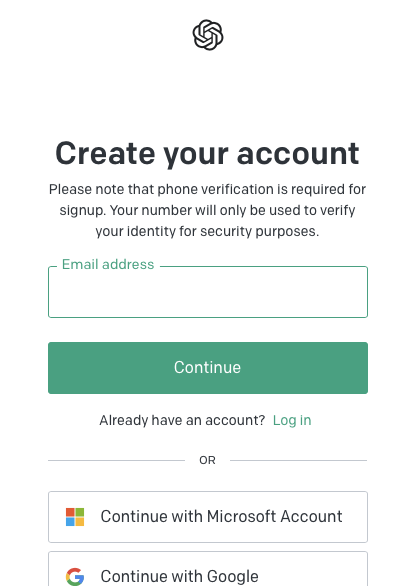 Create your account
Please note that phone verification is required for
signup. Your number will only be used to verify
your identity for security purposes.
Email address
Continue
Already have an account? Log in
OR
Continue with Microsoft Account
Continue with Google